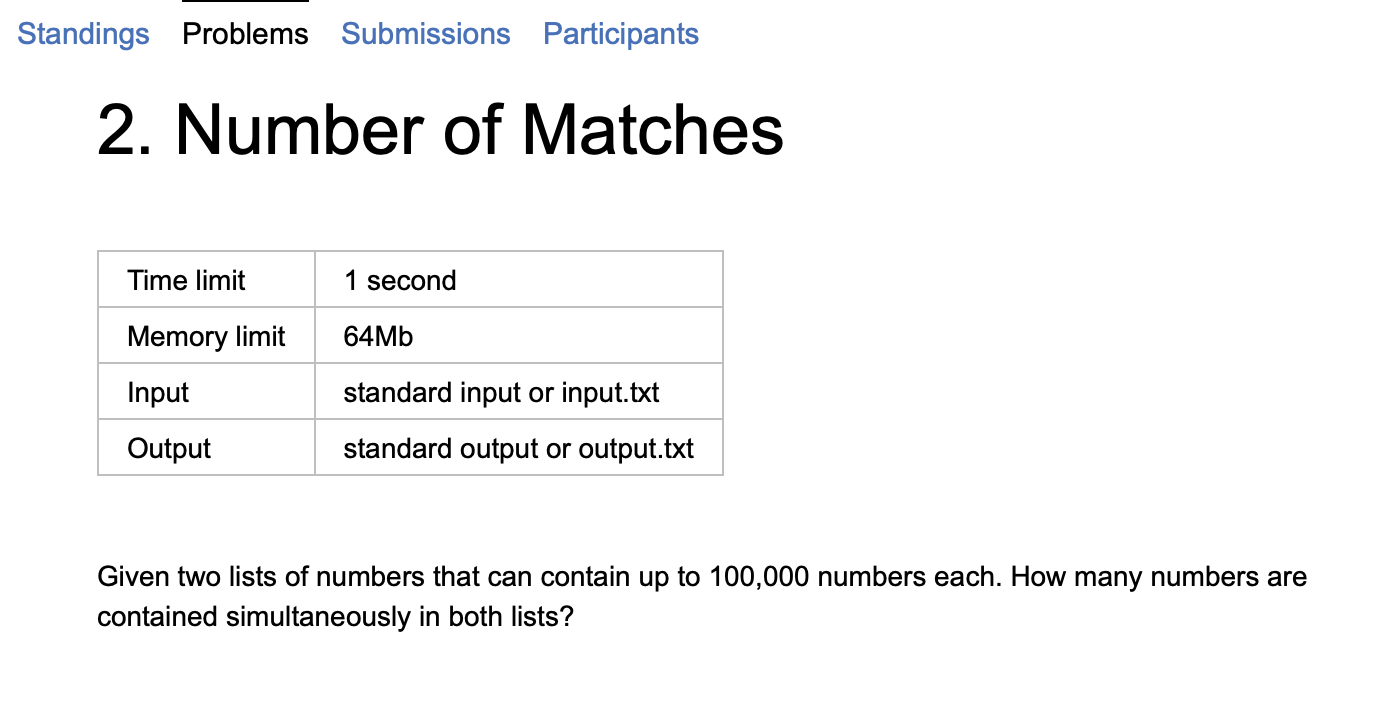 Standings Problems Submissions Participants
2. Number of Matches
Time limit 1 second
Memory limit 64Mb
Input standard input or input.txt
Output standard output or output.txt
Given two lists of numbers that can contain up to 100,000 numbers each. How many numbers are
contained simultaneously in both lists?